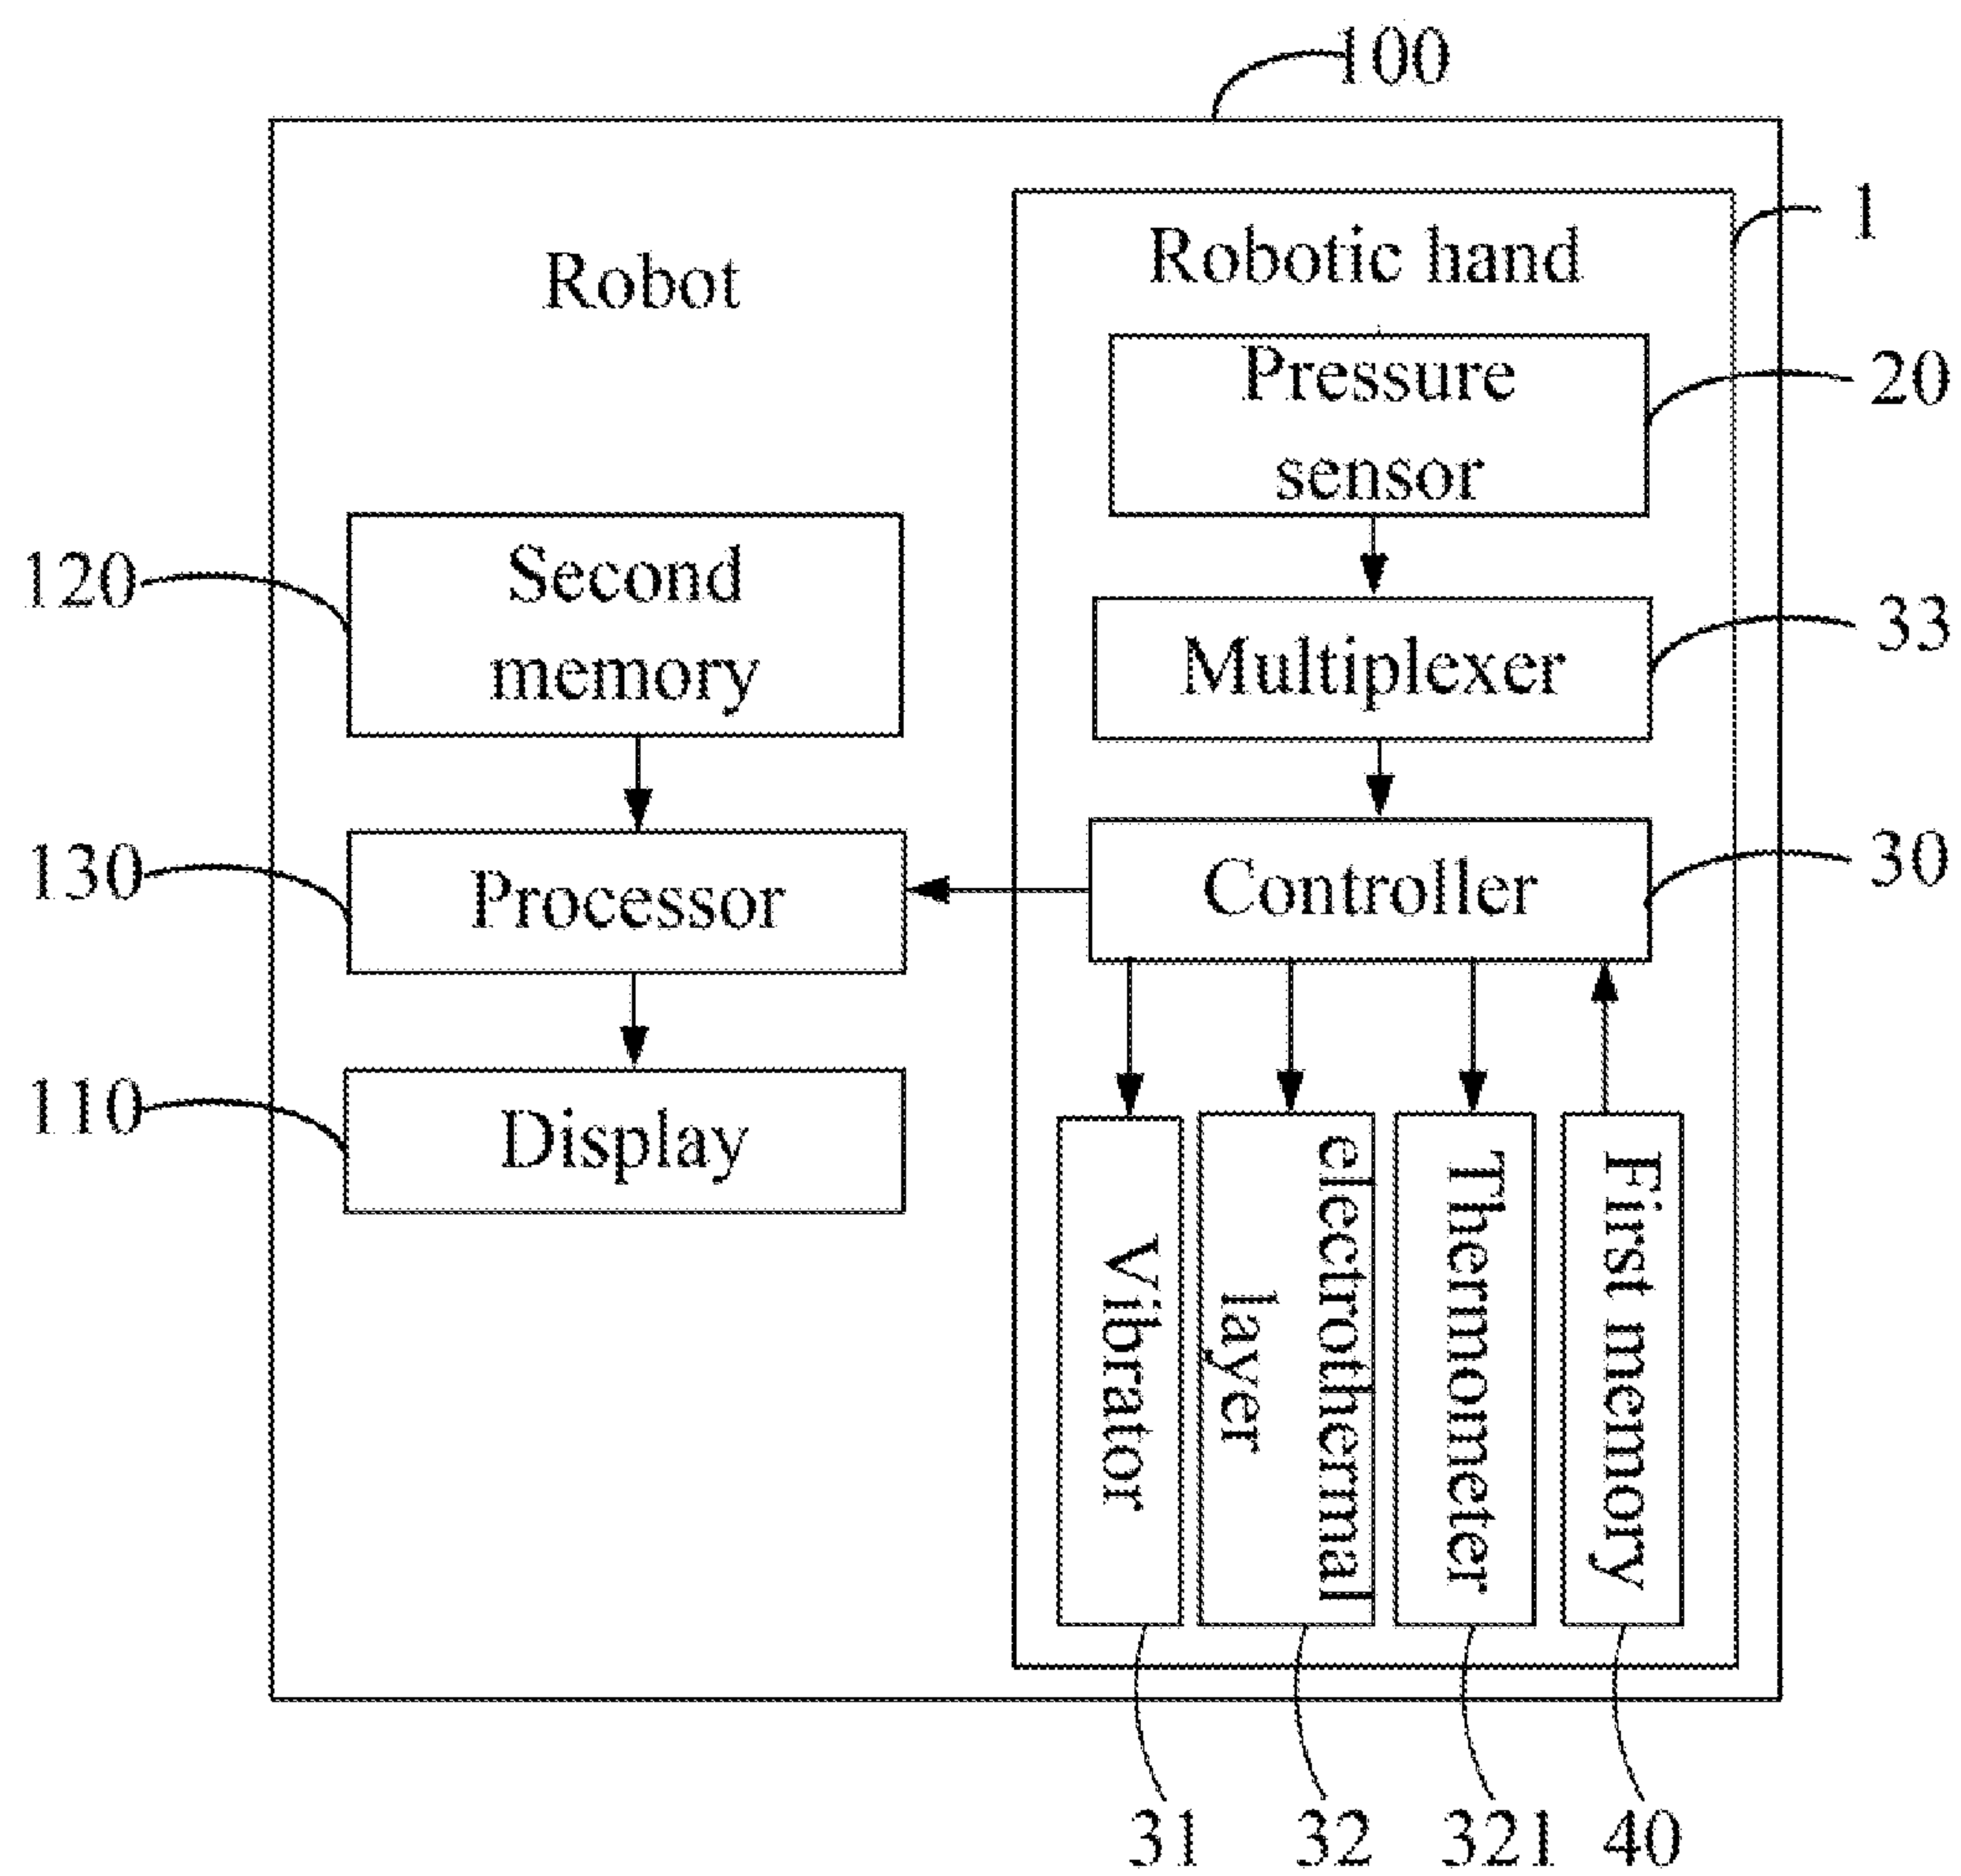 100
1
Robot
Robotic hand
Pressure
sensor
20
120
Second
memory
Multiplexer
33
130
Processor
Controller
30
110
Display
Vibrator
electrothermal
layer
Thermometer
First memory
31
32
321
40